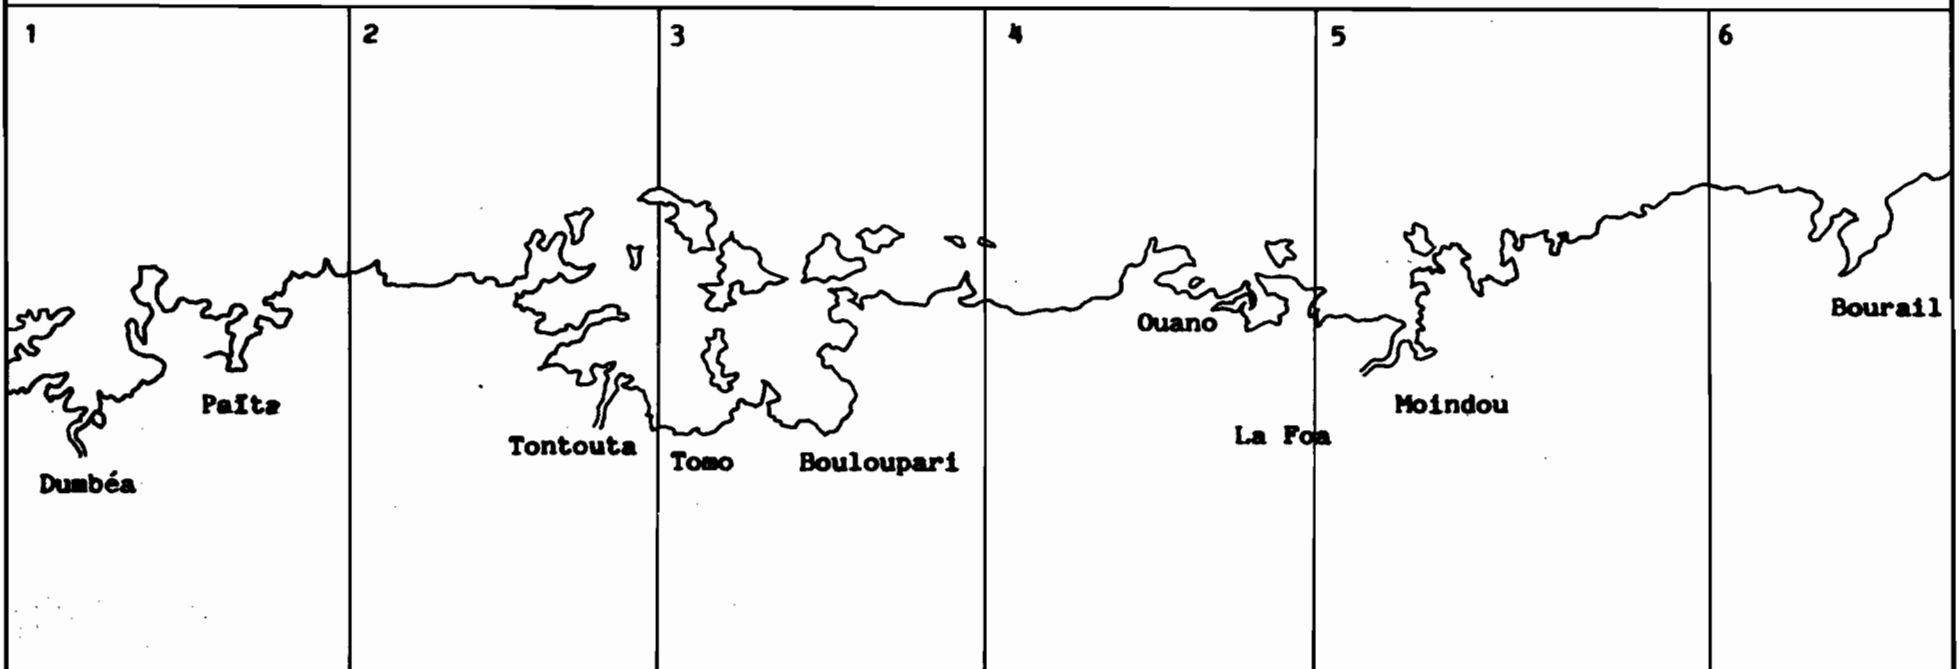 1
2
3
4
5
6
Ouano
Bourail
Païta
Moindou
La Foa
Tontouta
Tomo
Bouloupari
Dumbéa